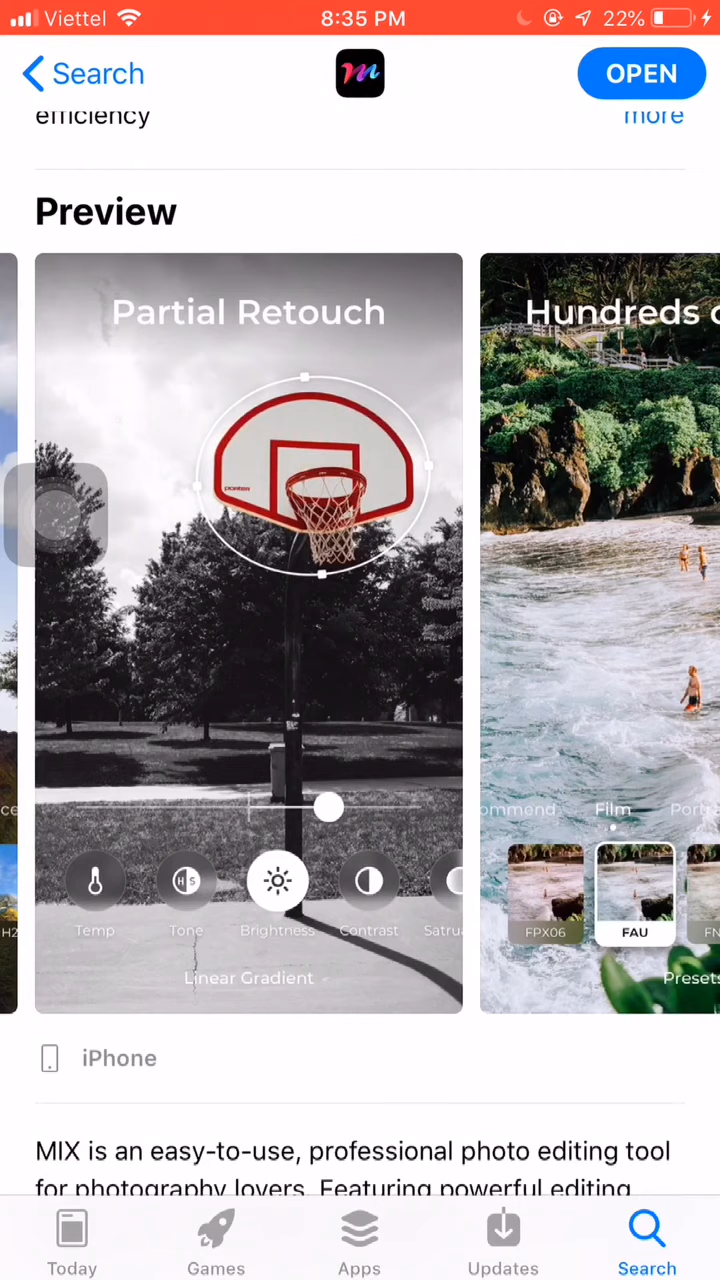 Viettel 8:35 PM 22%
Search OPEN
efficiency more
Preview
Partial Retouch
Hundreds
porter
Film
Temp Tone Brightness Contrast
H S
FPX06 FAU
Linear Gradient
Presets
iPhone
MIX is an easy-to-use, professional photo editing tool
for photography lovers. Featuring powerful editing
Today Games Apps Updates Search